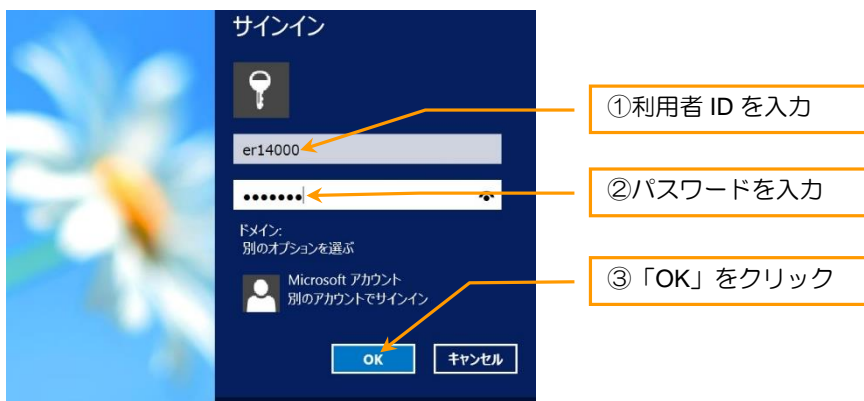 サインイン
①利用者 ID を入力
er14000
②パスワードを入力
•••••••
ドメイン:
別のオプションを選ぶ
③「OK」をクリック
Microsoft アカウント
別のアカウントでサインイン
OK
キャンセル